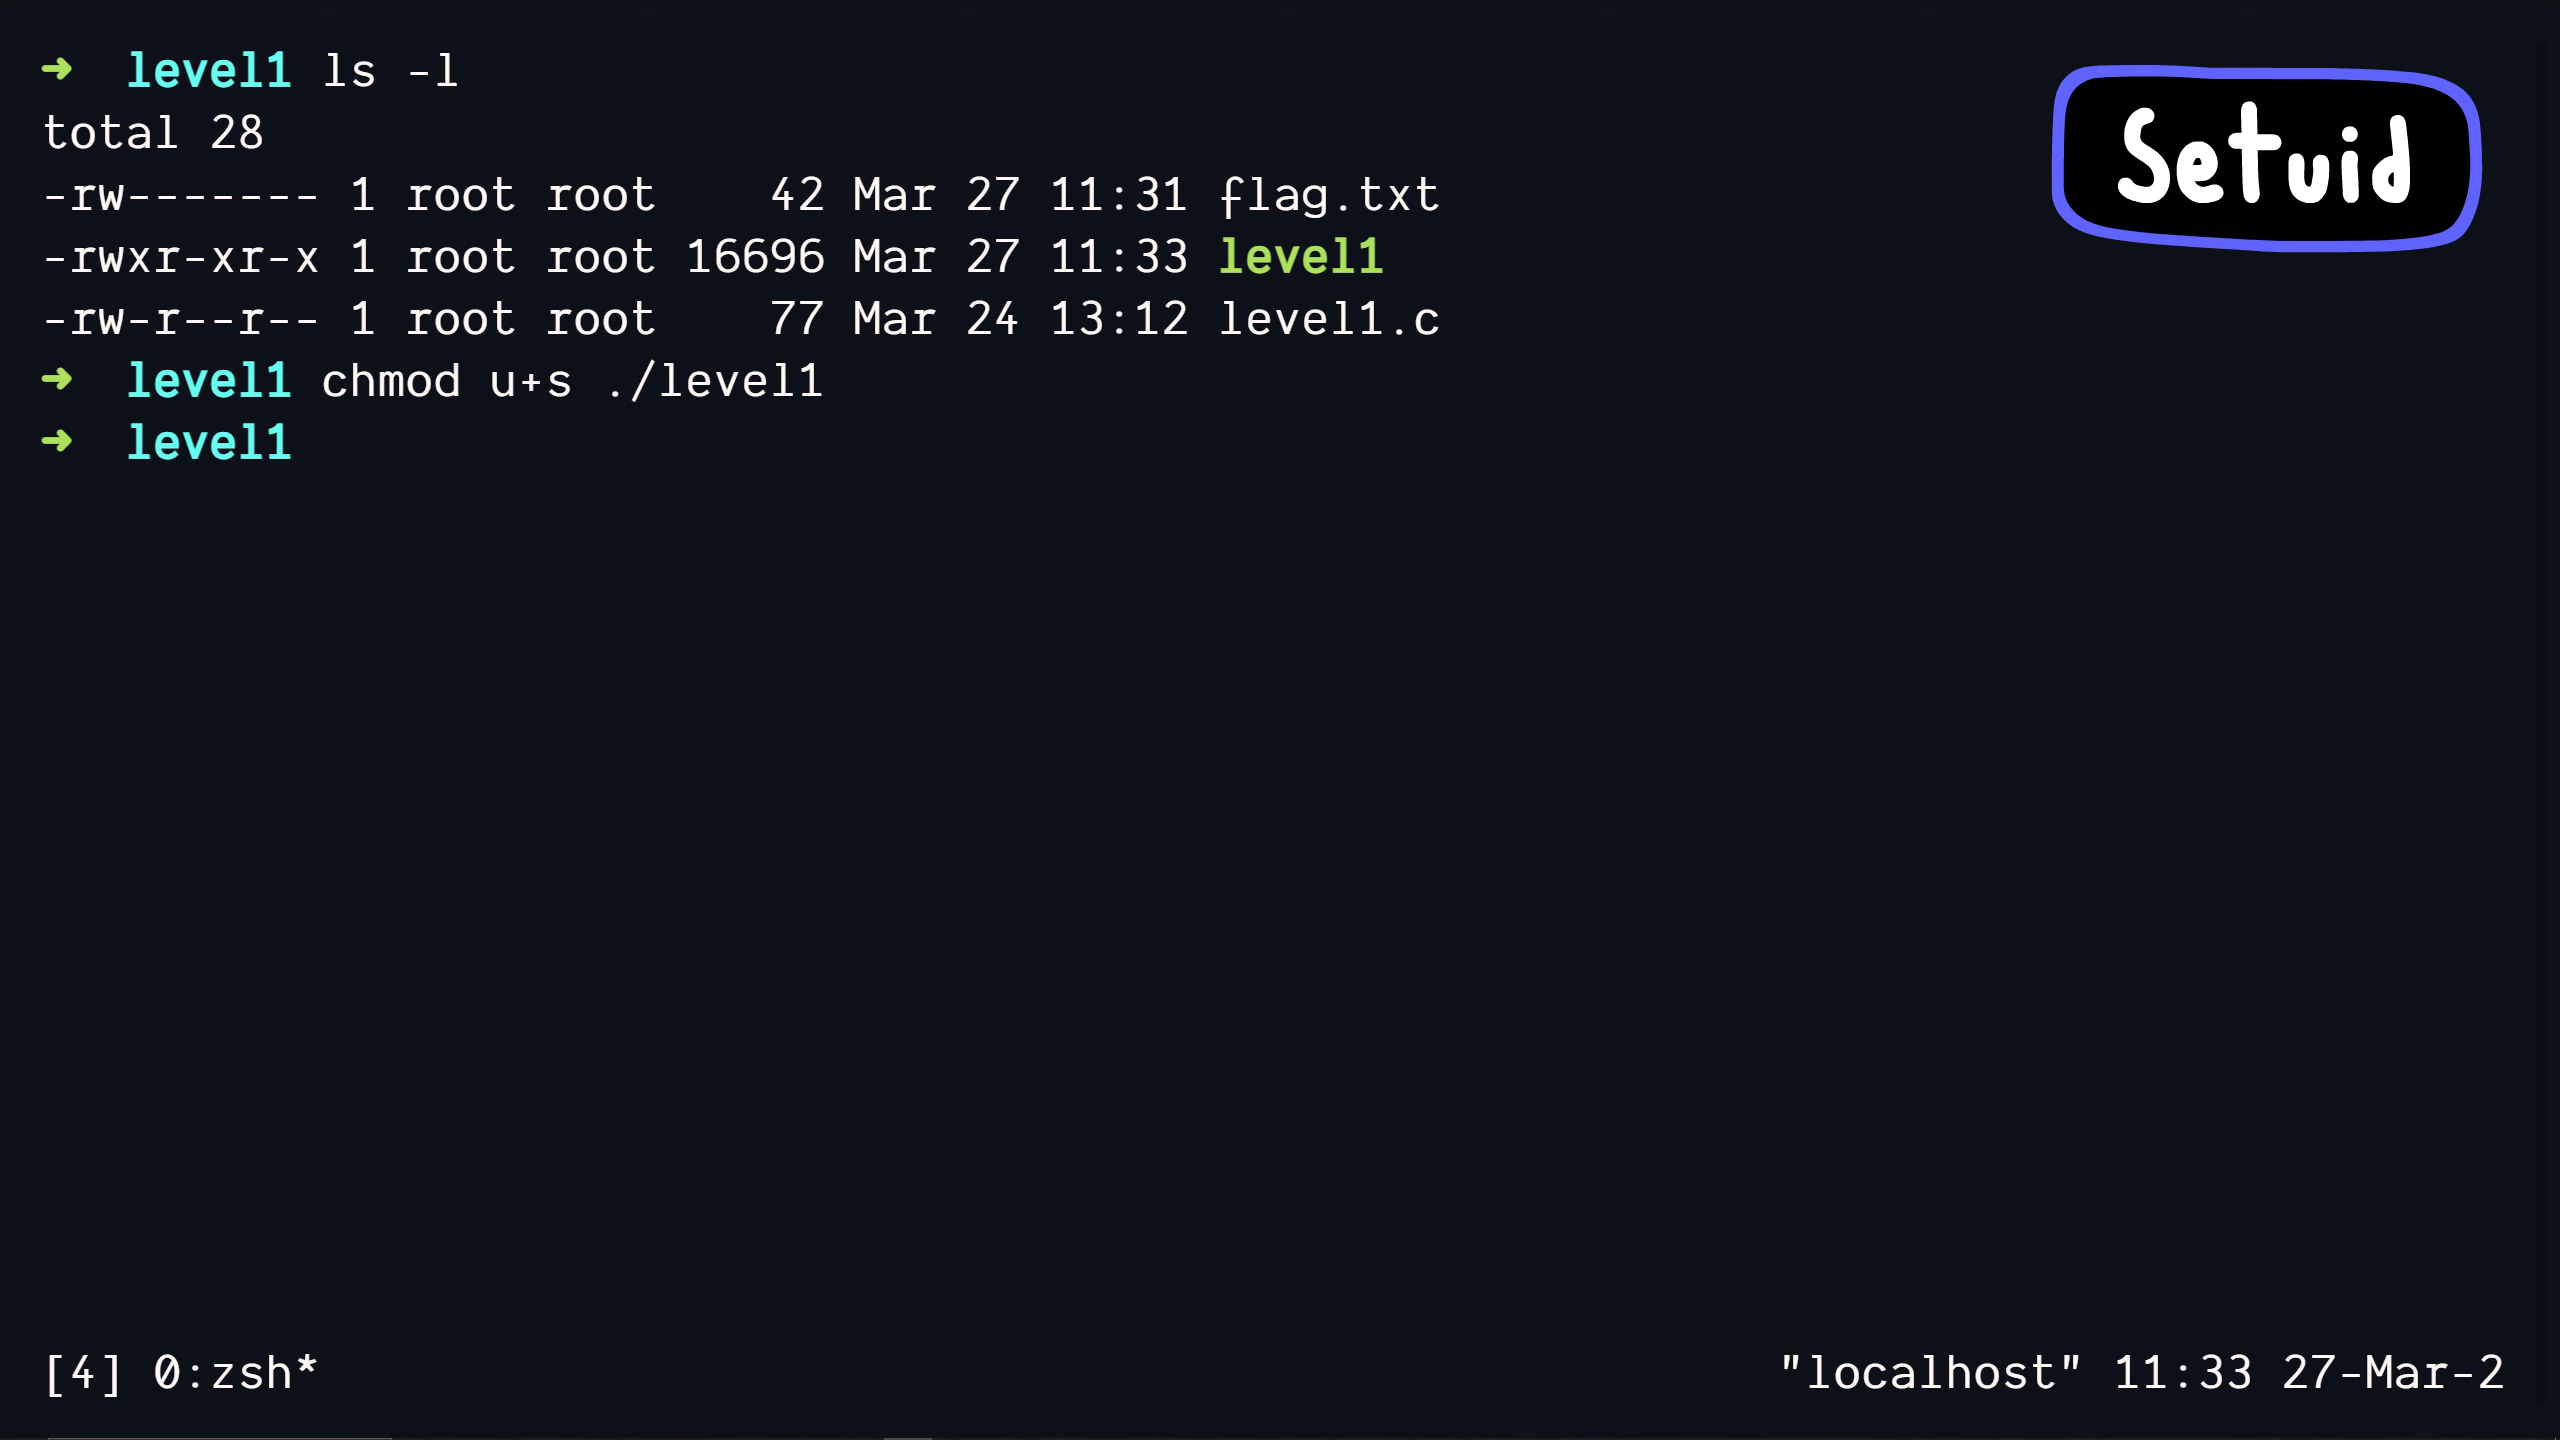 ➜  level1 ls -l
total 28
-rw------- 1 root root    42 Mar 27 11:31 flag.txt
-rwxr-xr-x 1 root root 16696 Mar 27 11:33 level1
-rw-r--r-- 1 root root    77 Mar 24 13:12 level1.c
➜  level1 chmod u+s ./level1
➜  level1
Setuid
[4] 0:zsh*
"localhost" 11:33 27-Mar-2